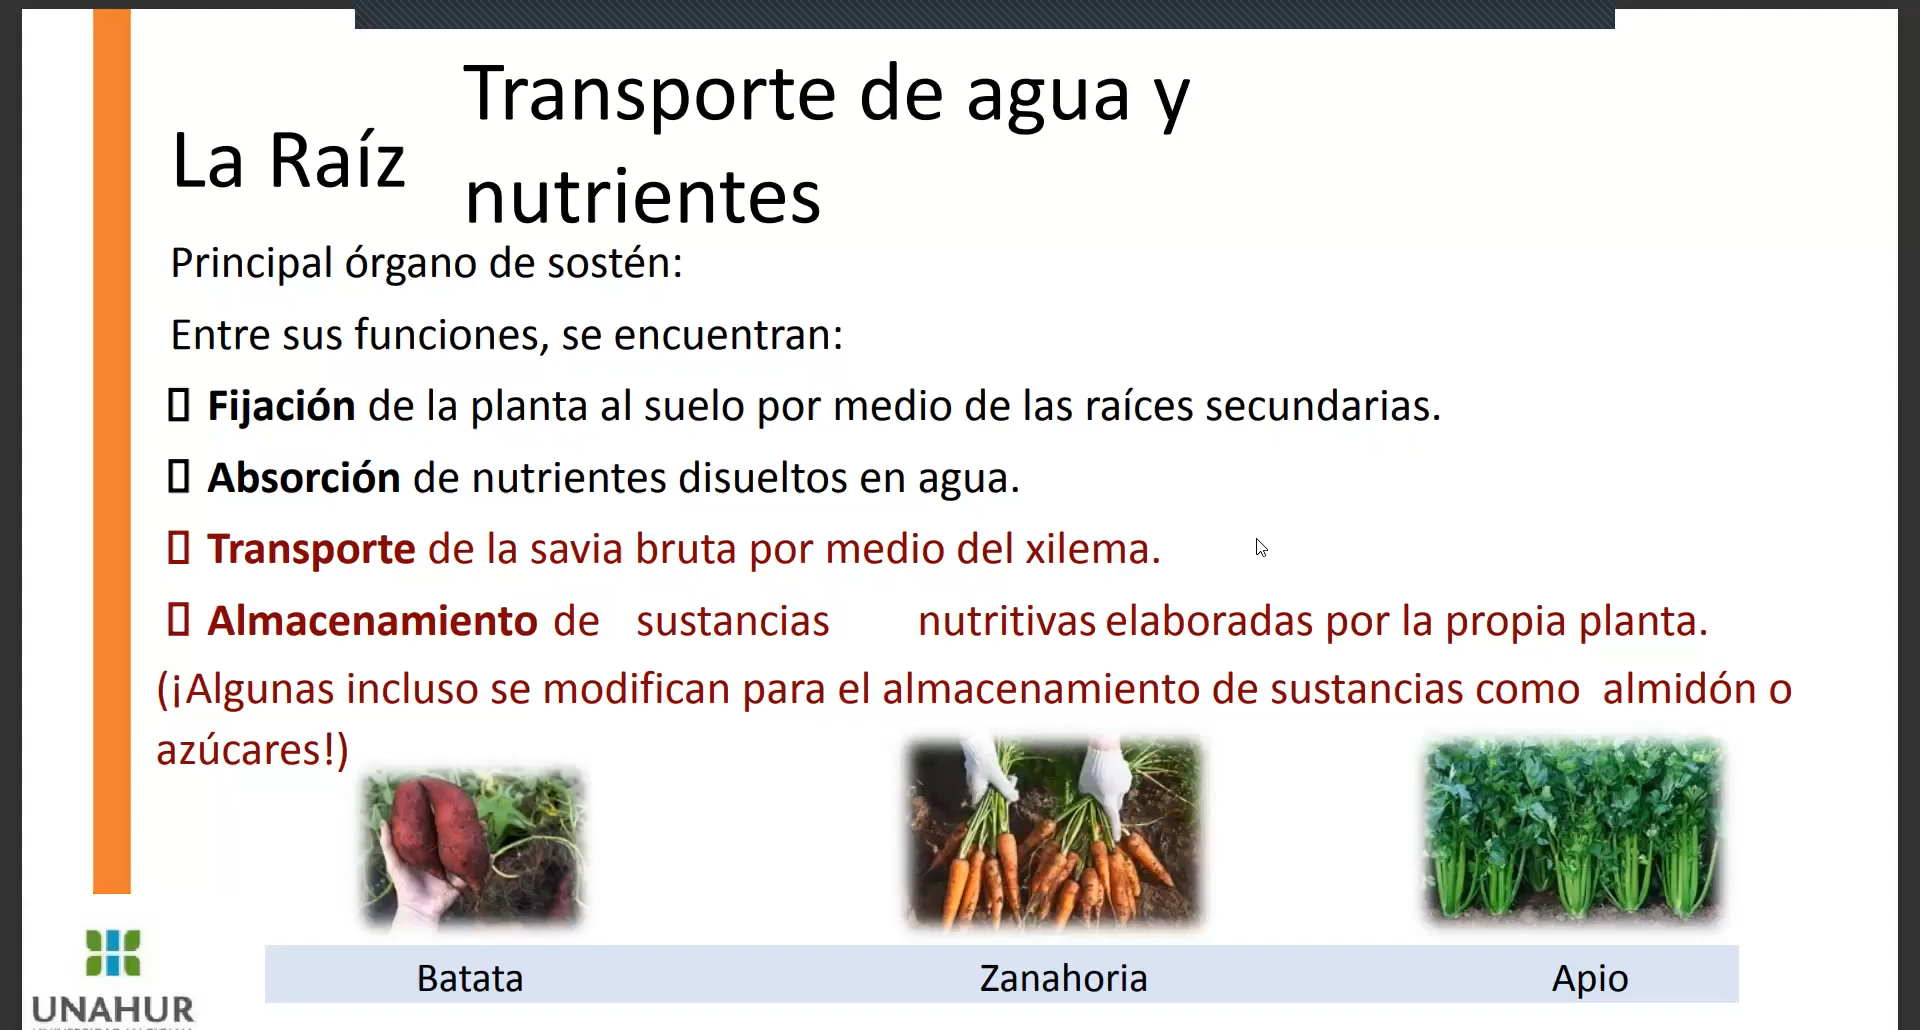 La Raíz
Transporte de agua y
nutrientes
Principal órgano de sostén:
Entre sus funciones, se encuentran:
Fijación de la planta al suelo por medio de las raíces secundarias.
Absorción de nutrientes disueltos en agua.
Transporte de la savia bruta por medio del xilema.
Almacenamiento de sustancias nutritivas elaboradas por la propia planta.
(¡Algunas incluso se modifican para el almacenamiento de sustancias como almidón o
azúcares!)
Batata Zanahoria Apio
UNAHUR